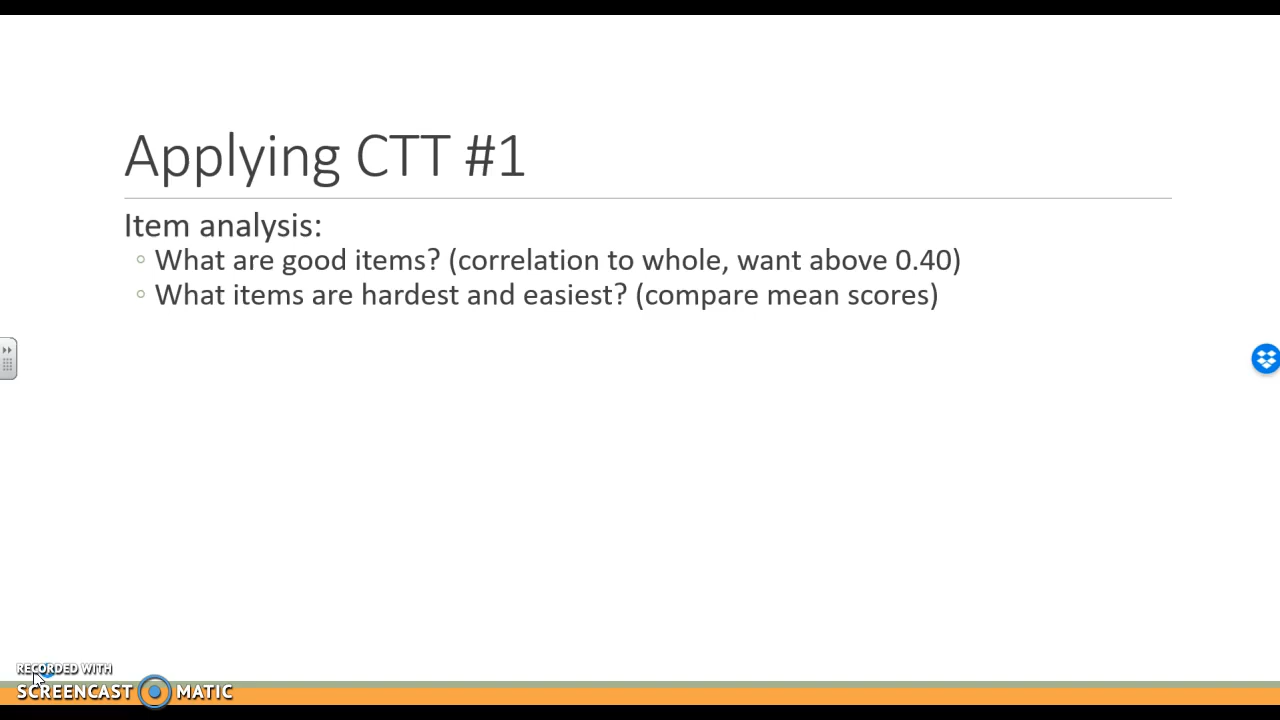 Applying CTT #1
Item analysis:
◦ What are good items? (correlation to whole, want above 0.40)
◦ What items are hardest and easiest? (compare mean scores)
RECORDED WITH
SCREENCAST MATIC